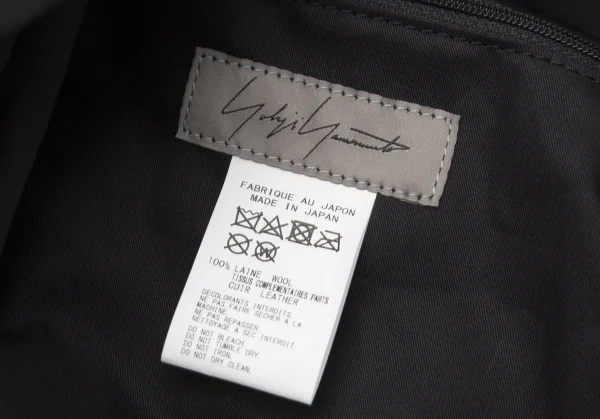 Yohji Yamamoto
FABRIQUE AU JAPON
MADE IN JAPAN
100% LAINE WOOL
TISSUS COMPLEMENTAIRES PARTS
CUIR LEATHER
DECOLORANTS INTERDITS.
NE PAS FAIRE SECHER A LA
MACHINE
NE PAS REPASSER.
NETTOYAGE A SEC INTERDIT.
DO NOT BLEACH.
DO NOT TUMBLE DRY
DO NOT IRON.
DO NOT DRY CLEAN.